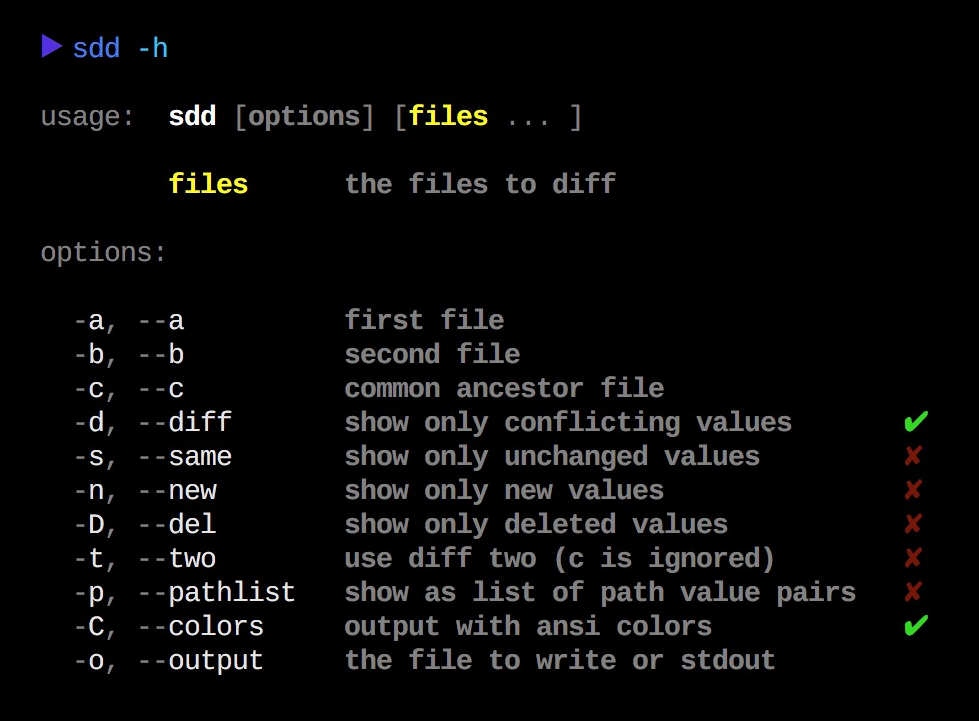 ▶ sdd -h
usage:  sdd [options] [files ... ]
files      the files to diff
options:
-a, --a          first file
-b, --b          second file
-c, --c          common ancestor file
-d, --diff       show only conflicting values       ✔
-s, --same       show only unchanged values         ✘
-n, --new        show only new values               ✘
-D, --del        show only deleted values           ✘
-t, --two        use diff two (c is ignored)        ✘
-p, --pathlist   show as list of path value pairs   ✘
-C, --colors     output with ansi colors            ✔
-o, --output     the file to write or stdout